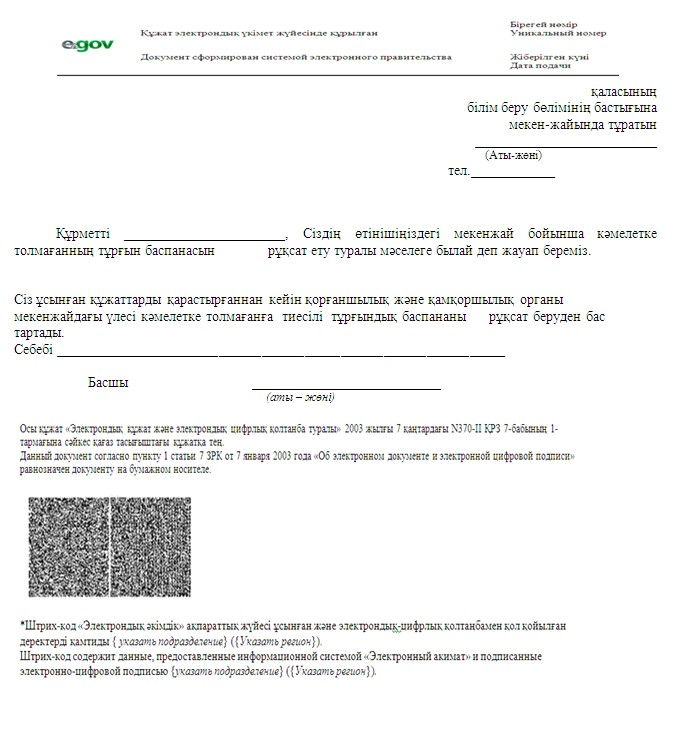 e.gov
Құжат электрондық үкімет жүйесінде құрылған
Документ сформирован системой электронного правительства
Бірегей нөмір
Уникальный номер
Жіберілген күні
Дата подачи
қаласының
білім беру бөлімінің бастығына
мекен-жайында тұратын
____________________________
(Аты-жөні)
тел._____________
Құрметті ________________________, Сіздің өтінішіңіздегі мекенжай бойынша кәмелетке
толмағанның тұрғын баспанасын рұқсат ету туралы мәселеге былай деп жауап береміз.
Сіз ұсынған құжаттарды қарастырғаннан кейін қорғаншылық және қамқоршылық органы
мекенжайдағы үлесі кәмелетке толмағанға тиесілі тұрғындық баспананы рұқсат беруден бас
тартады.
Себебі ______________________________________________________________
Басшы ____________________________
(аты – жөні)
Осы құжат «Электрондық құжат және электрондық цифрлық қолтанба туралы» 2003 жылғы 7 қаңтардағы N370-II ҚРЗ 7-бабының 1-
тармағына сәйкес қағаз тасығыштағы құжатқа тең.
Данный документ согласно пункту 1 статьи 7 ЗРК от 7 января 2003 года «Об электронном документе и электронной цифровой подписи»
равнозначен документу на бумажном носителе.
*Штрих-код «Электрондық әкімдік» ақпараттық жүйесі ұсынған және электрондық-цифрлық қолтанбамен қол қойылған
деректерді қамтиды { указать подразделение} ({Указать регион}).
Штрих-код содержит данные, предоставленные информационной системой «Электронный акимат» и подписанные
электронно-цифровой подписью {указать подразделение} ({Указать регион}).